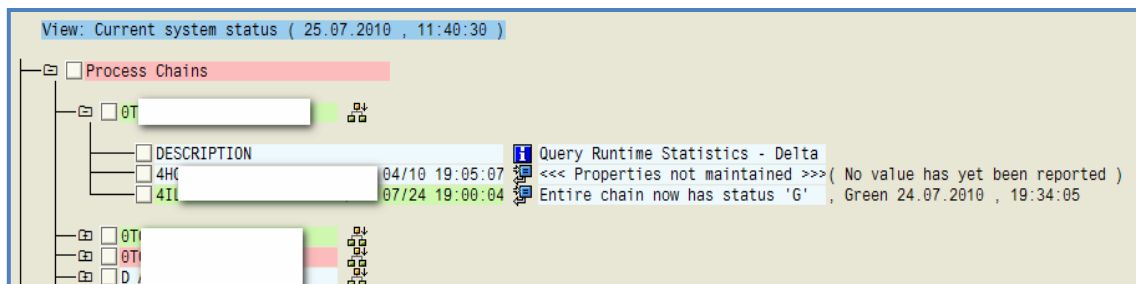 View: Current system status ( 25.07.2010 , 11:40:30 )
Process Chains
0T
DESCRIPTION Query Runtime Statistics - Delta
4HC 04/10 19:05:07 <<< Properties not maintained >>>( No value has yet been reported )
4IL 07/24 19:00:04 Entire chain now has status 'G' , Green 24.07.2010 , 19:34:05
0T
0T
D